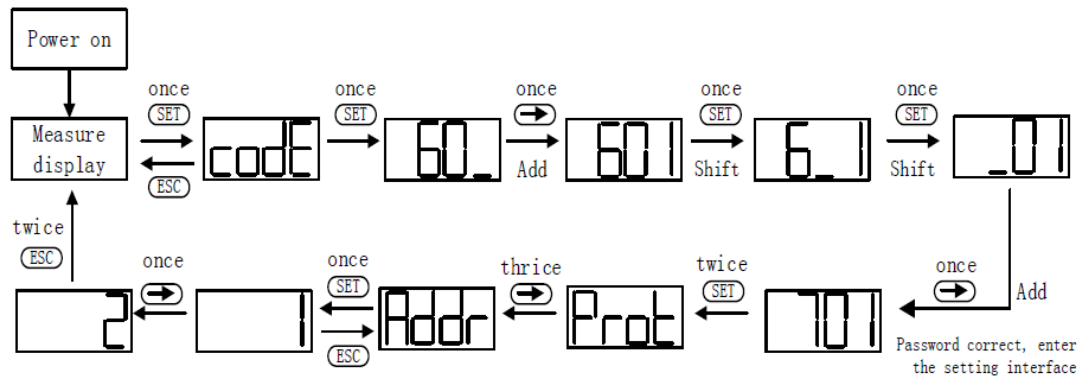 Power on
once once once once once
SET SET SET SET
Measure
display
codE 60_ 601 6_1 _01
Add Shift Shift
ESC
twice
ESC
once once thrice twice once
SET SET Add
2 1 Addr Prot 701
ESC
Password correct, enter
the setting interface